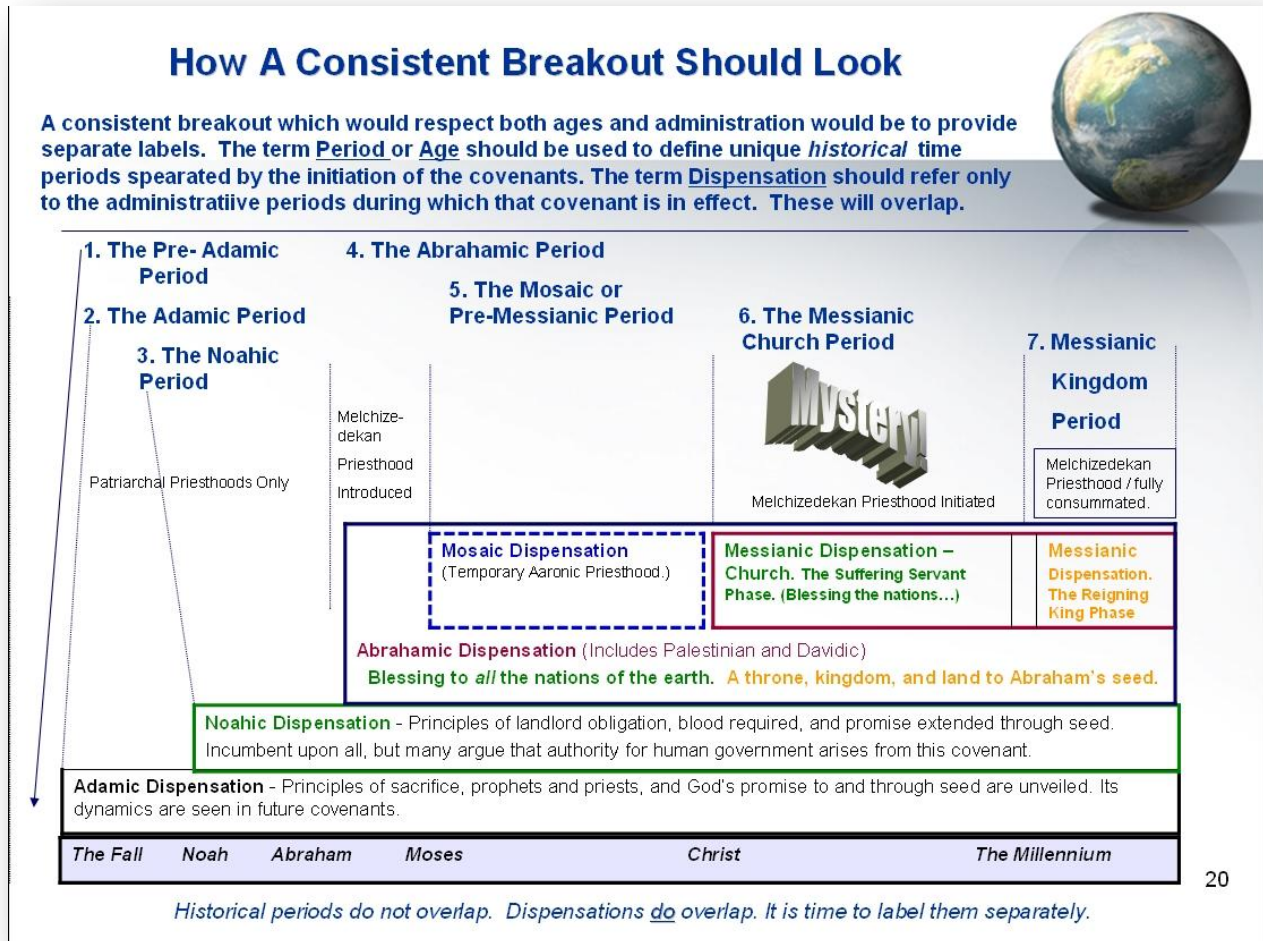 How A Consistent Breakout Should Look
A consistent breakout which would respect both ages and administration would be to provide
separate labels. The term Period or Age should be used to define unique historical time
periods spearated by the initiation of the covenants. The term Dispensation should refer only
to the administratiive periods during which that covenant is in effect. These will overlap.
1. The Pre- Adamic
Period
2. The Adamic Period
3. The Noahic
Period
4. The Abrahamic Period
5. The Mosaic or
Pre-Messianic Period
6. The Messianic
Church Period
7. Messianic
Kingdom
Period
Mystery!
Patriarchal Priesthoods Only
Melchize-
dekan
Priesthood
Introduced
Melchizedekan Priesthood Initiated
Melchizedekan
Priesthood / fully
consummated.
Mosaic Dispensation
(Temporary Aaronic Priesthood.)
Messianic Dispensation –
Church. The Suffering Servant
Phase. (Blessing the nations…)
Messianic
Dispensation.
The Reigning
King Phase
Abrahamic Dispensation (Includes Palestinian and Davidic)
Blessing to all the nations of the earth. A throne, kingdom, and land to Abraham's seed.
Noahic Dispensation - Principles of landlord obligation, blood required, and promise extended through seed.
Incumbent upon all, but many argue that authority for human government arises from this covenant.
Adamic Dispensation - Principles of sacrifice, prophets and priests, and God's promise to and through seed are unveiled. Its
dynamics are seen in future covenants.
The Fall Noah Abraham Moses Christ The Millennium
20
Historical periods do not overlap. Dispensations do overlap. It is time to label them separately.